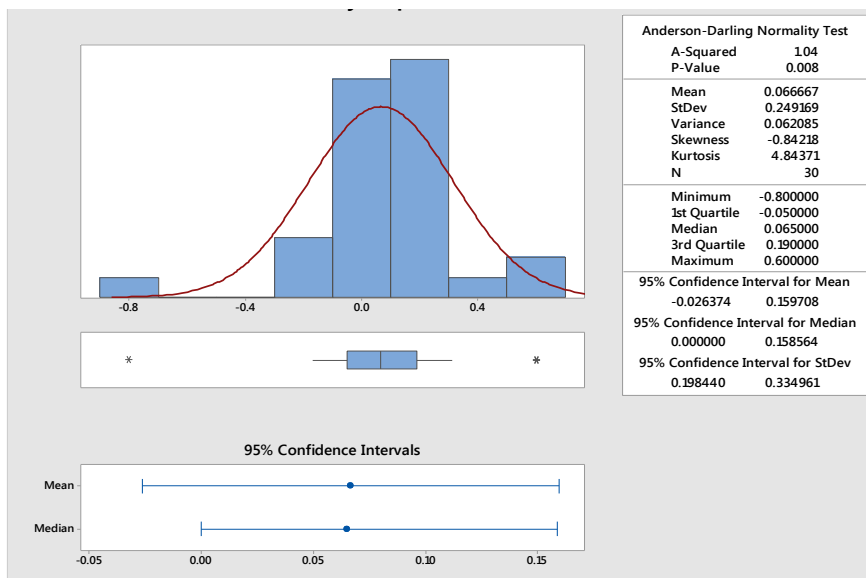 Anderson-Darling Normality Test
A-Squared 1.04
P-Value 0.008
Mean 0.066667
StDev 0.249169
Variance 0.062085
Skewness -0.84218
Kurtosis 4.84371
N 30
Minimum -0.800000
1st Quartile -0.050000
Median 0.065000
3rd Quartile 0.190000
Maximum 0.600000
95% Confidence Interval for Mean
-0.026374 0.159708
95% Confidence Interval for Median
0.000000 0.158564
95% Confidence Interval for StDev
0.198440 0.334961
-0.8 -0.4 0.0 0.4
95% Confidence Intervals
Mean
Median
-0.05 0.00 0.05 0.10 0.15